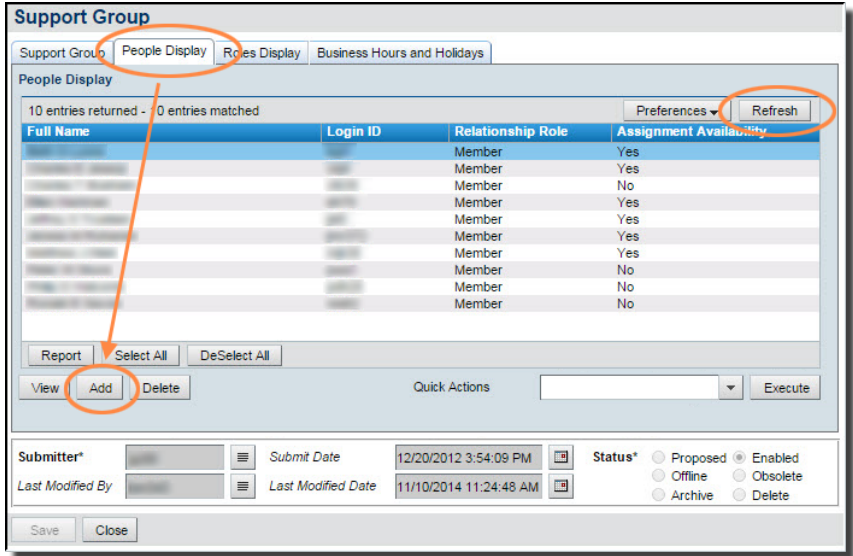 Support Group
Support Group People Display Roles Display Business Hours and Holidays
People Display
10 entries returned - 10 entries matched Preferences Refresh
Full Name Login ID Relationship Role Assignment Availability
Member Yes
Member Yes
Member No
Member Yes
Member Yes
Member Yes
Member Yes
Member No
Member No
Member No
Report Select All DeSelect All
View Add Delete Quick Actions Execute
Submitter* Submit Date 12/20/2012 3:54:09 PM Status* Proposed Enabled
Offline Obsolete
Last Modified By Last Modified Date 11/10/2014 11:24:48 AM
Archive Delete
Save Close